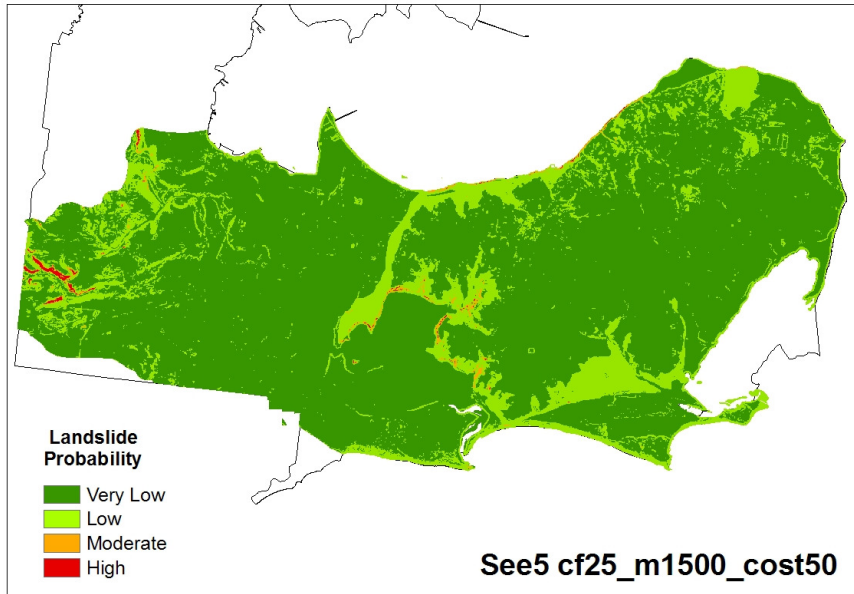 Landslide
Probability
Very Low
Low
Moderate
High
See5 cf25_m1500_cost50